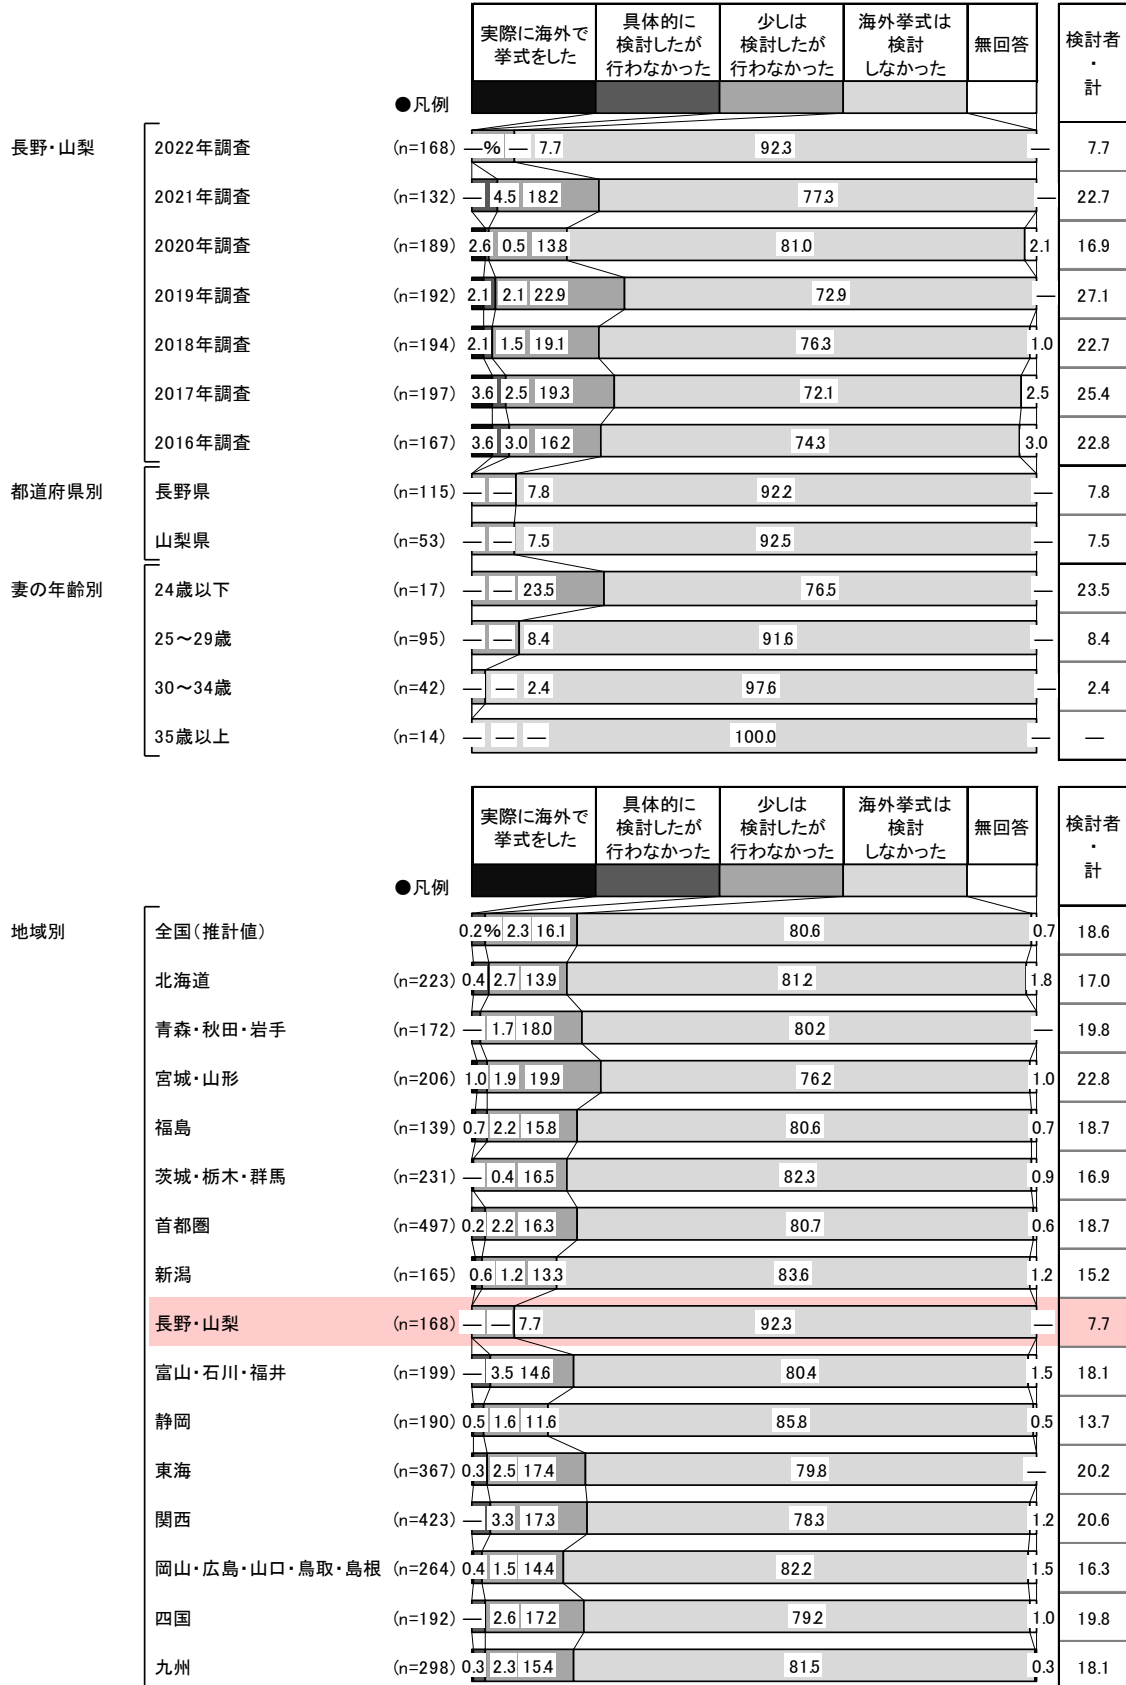 実際に海外で
挙式をした
具体的に
検討したが
行わなかった
少しは
検討したが
行わなかった
海外挙式は
検討
しなかった
無回答
検討者
・
計
●凡例
長野・山梨 2022年調査 (n=168) ―% ― 7.7 92.3 ― 7.7
2021年調査 (n=132) ― 4.5 18.2 77.3 ― 22.7
2020年調査 (n=189) 2.6 0.5 13.8 81.0 2.1 16.9
2019年調査 (n=192) 2.1 2.1 22.9 72.9 ― 27.1
2018年調査 (n=194) 2.1 1.5 19.1 76.3 1.0 22.7
2017年調査 (n=197) 3.6 2.5 19.3 72.1 2.5 25.4
2016年調査 (n=167) 3.6 3.0 16.2 74.3 3.0 22.8
都道府県別 長野県 (n=115) ― ― 7.8 92.2 ― 7.8
山梨県 (n=53) ― ― 7.5 92.5 ― 7.5
妻の年齢別 24歳以下 (n=17) ― ― 23.5 76.5 ― 23.5
25～29歳 (n=95) ― ― 8.4 91.6 ― 8.4
30～34歳 (n=42) ― ― 2.4 97.6 ― 2.4
35歳以上 (n=14) ― ― ― 100.0 ― ―
実際に海外で
挙式をした
具体的に
検討したが
行わなかった
少しは
検討したが
行わなかった
海外挙式は
検討
しなかった
無回答
検討者
・
計
●凡例
地域別 全国(推計値) 0.2% 2.3 16.1 80.6 0.7 18.6
北海道 (n=223) 0.4 2.7 13.9 81.2 1.8 17.0
青森・秋田・岩手 (n=172) ― 1.7 18.0 80.2 ― 19.8
宮城・山形 (n=206) 1.0 1.9 19.9 76.2 1.0 22.8
福島 (n=139) 0.7 2.2 15.8 80.6 0.7 18.7
茨城・栃木・群馬 (n=231) ― 0.4 16.5 82.3 0.9 16.9
首都圏 (n=497) 0.2 2.2 16.3 80.7 0.6 18.7
新潟 (n=165) 0.6 1.2 13.3 83.6 1.2 15.2
長野・山梨 (n=168) ― ― 7.7 92.3 ― 7.7
富山・石川・福井 (n=199) ― 3.5 14.6 80.4 1.5 18.1
静岡 (n=190) 0.5 1.6 11.6 85.8 0.5 13.7
東海 (n=367) 0.3 2.5 17.4 79.8 ― 20.2
関西 (n=423) ― 3.3 17.3 78.3 1.2 20.6
岡山・広島・山口・鳥取・島根 (n=264) 0.4 1.5 14.4 82.2 1.5 16.3
四国 (n=192) ― 2.6 17.2 79.2 1.0 19.8
九州 (n=298) 0.3 2.3 15.4 81.5 0.3 18.1